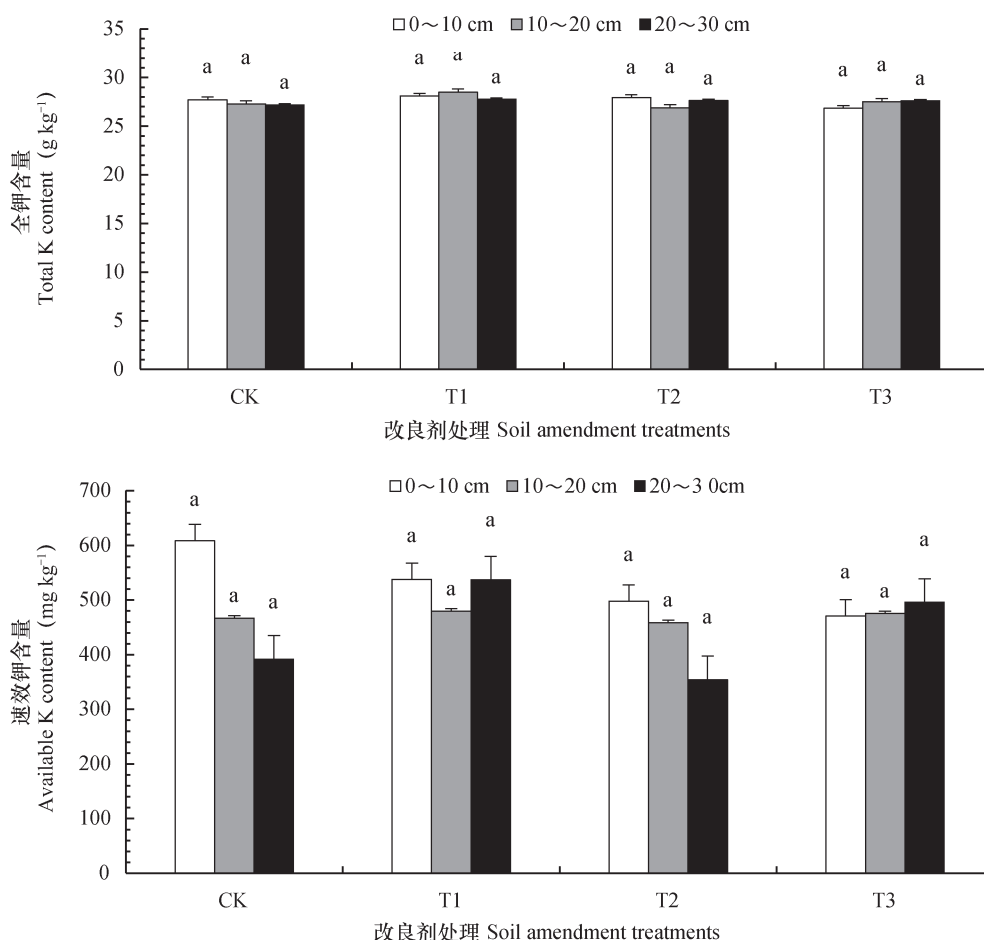 0～10 cm 10～20 cm 20～30 cm
35
30
25
20
15
10
5
0
全钾含量
Total K content (g kg⁻¹)
a a a a a a a a a a a a
CK T1 T2 T3
改良剂处理 Soil amendment treatments
0～10 cm 10～20 cm 20～3 0cm
700
600
500
400
300
200
100
0
速效钾含量
Available K content (mg kg⁻¹)
a a a a a a a a a a a a
CK T1 T2 T3
改良剂处理 Soil amendment treatments